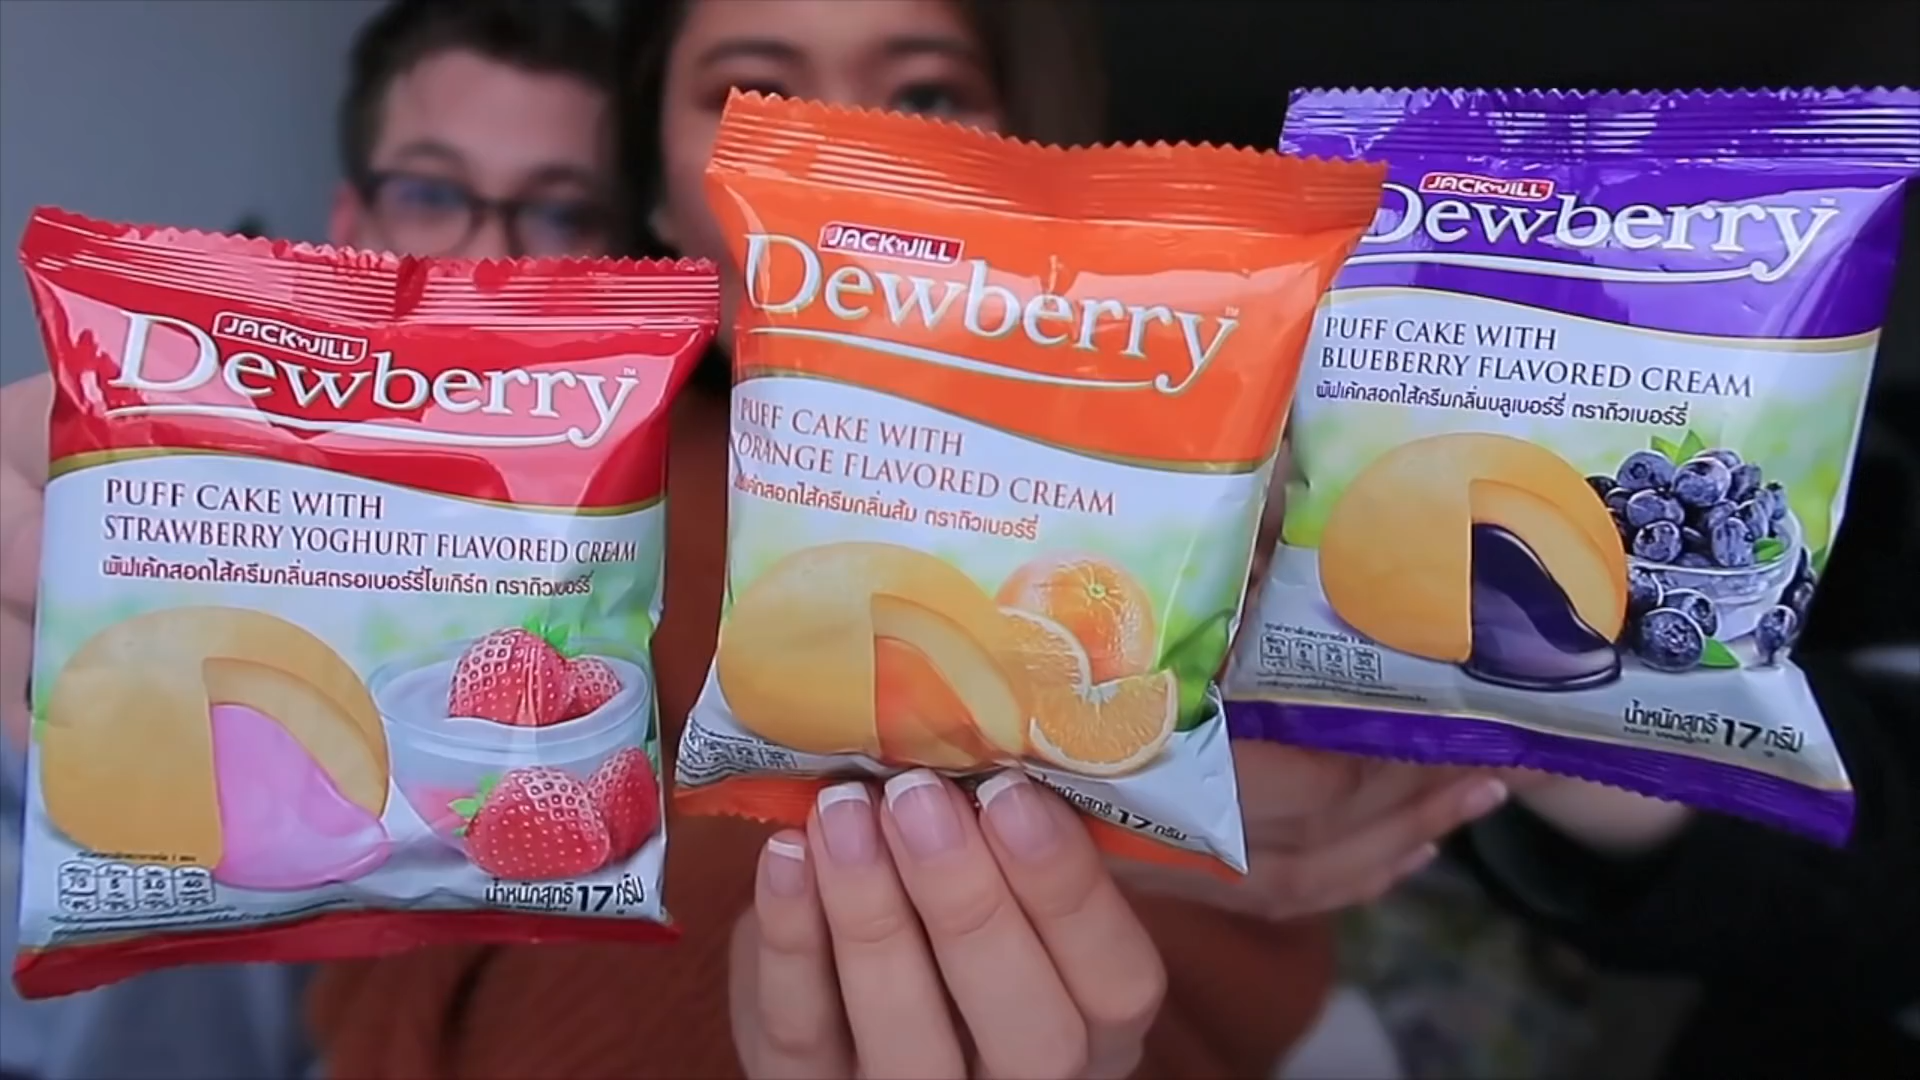 JACK 'n JILL
Dewberry™
PUFF CAKE WITH
STRAWBERRY YOGHURT FLAVORED CREAM
พัฟเค้กสอดไส้ครีมกลิ่นสตรอเบอร์รี่โยเกิร์ต ตราดิวเบอร์รี่
70 5 3.0 40
น้ำหนักสุทธิ 17 กรัม
JACK 'n JILL
Dewberry™
PUFF CAKE WITH
ORANGE FLAVORED CREAM
พัฟเค้กสอดไส้ครีมกลิ่นส้ม ตราดิวเบอร์รี่
17 กรัม
JACK 'n JILL
Dewberry
PUFF CAKE WITH
BLUEBERRY FLAVORED CREAM
พัฟเค้กสอดไส้ครีมกลิ่นบลูเบอร์รี่ ตราดิวเบอร์รี่
น้ำหนักสุทธิ 17 กรัม